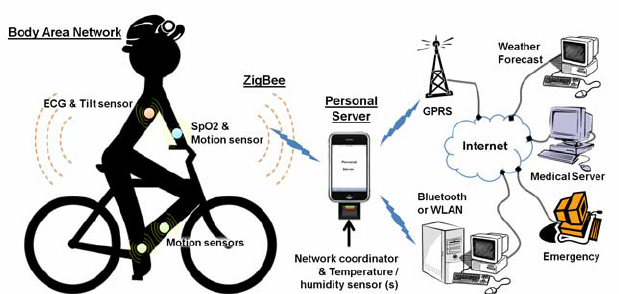 Body Area Network
ECG & Tilt sensor
ZigBee
SpO2 &
Motion sensor
Motion sensors
Personal
Server
Personal
Server
Network coordinator
& Temperature /
humidity sensor (s)
GPRS
Bluetooth
or WLAN
Internet
Weather
Forecast
Medical Server
Emergency